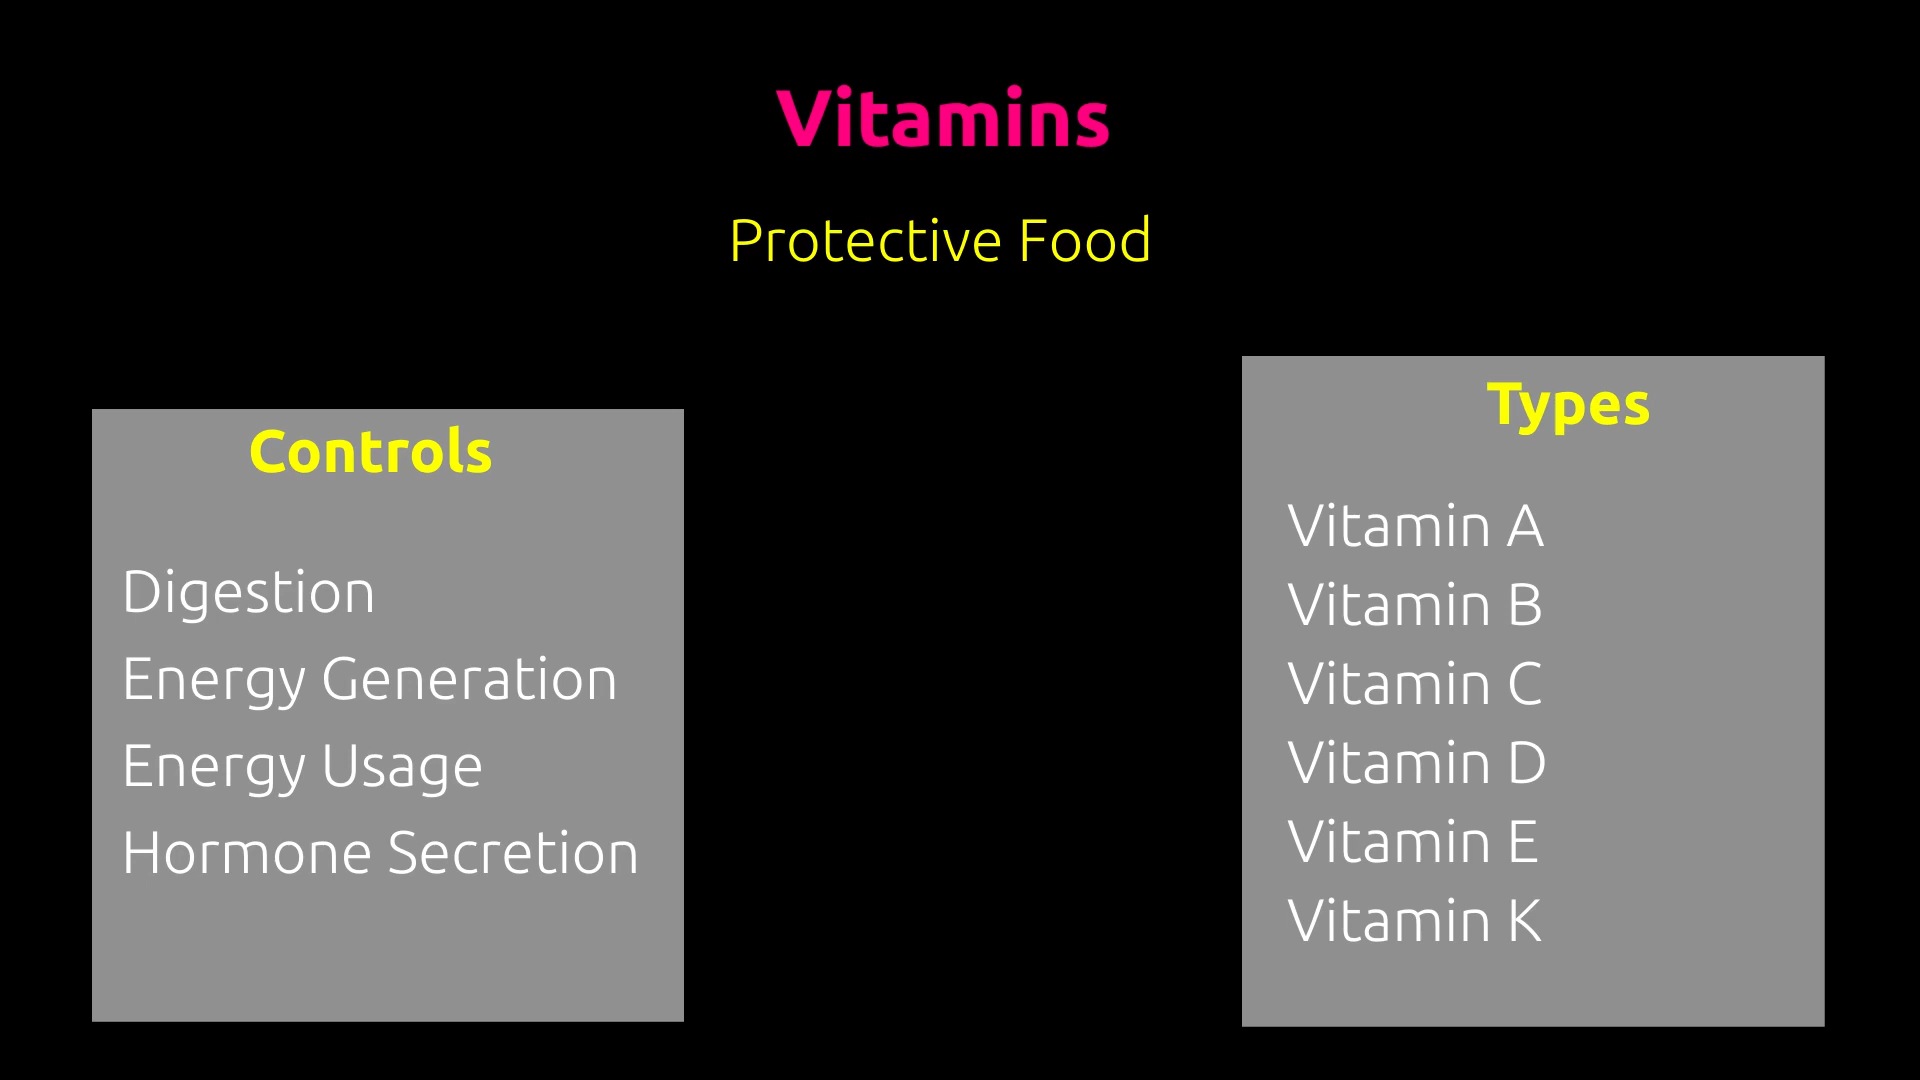 Vitamins
Protective Food
Controls
Digestion
Energy Generation
Energy Usage
Hormone Secretion
Types
Vitamin A
Vitamin B
Vitamin C
Vitamin D
Vitamin E
Vitamin K